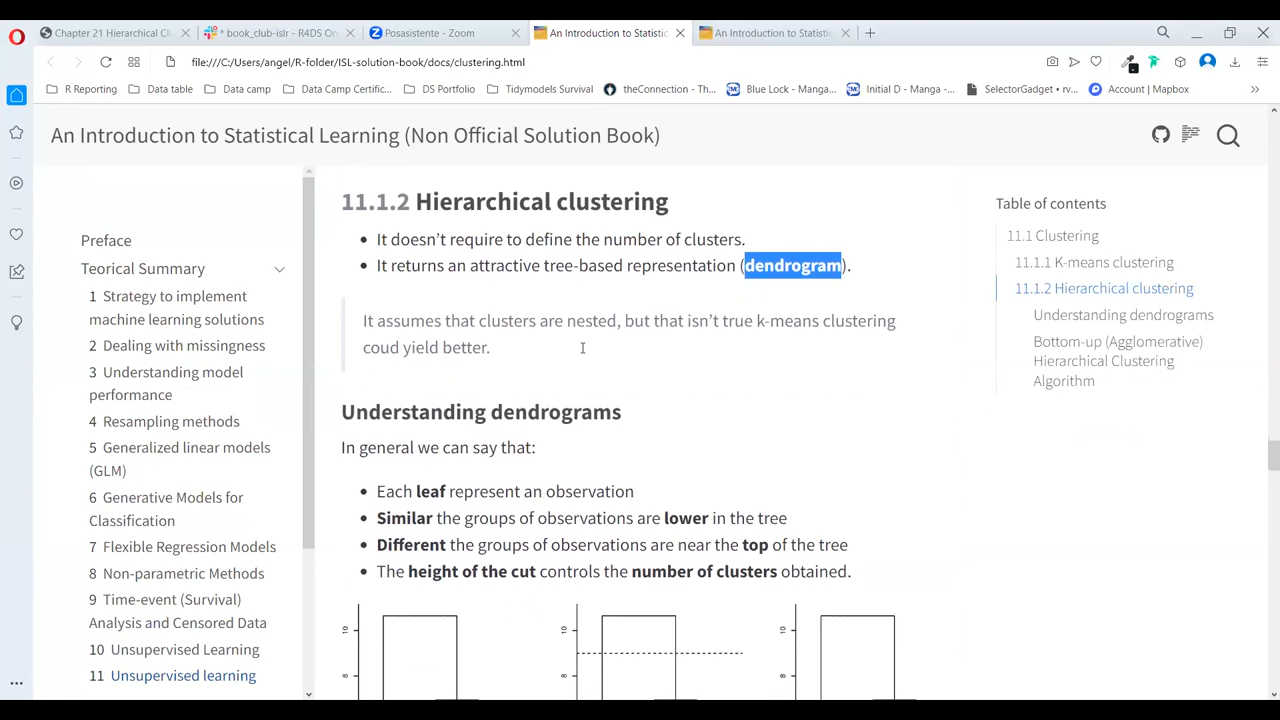 Chapter 21 Hierarchical Clu
* book_club-islr - R4DS On
Posasistente - Zoom
An Introduction to Statistic
An Introduction to Statistic
file:///C:/Users/angel/R-folder/ISL-solution-book/docs/clustering.html
R Reporting
Data table
Data camp
Data Camp Certific...
DS Portfolio
Tidymodels Survival
theConnection - Th...
Blue Lock - Manga...
Initial D - Manga -...
SelectorGadget • rv...
Account | Mapbox
An Introduction to Statistical Learning (Non Official Solution Book)
Preface
Teorical Summary
1 Strategy to implement
machine learning solutions
2 Dealing with missingness
3 Understanding model
performance
4 Resampling methods
5 Generalized linear models
(GLM)
6 Generative Models for
Classification
7 Flexible Regression Models
8 Non-parametric Methods
9 Time-event (Survival)
Analysis and Censored Data
10 Unsupervised Learning
11 Unsupervised learning
11.1.2 Hierarchical clustering
• It doesn't require to define the number of clusters.
• It returns an attractive tree-based representation (dendrogram).
It assumes that clusters are nested, but that isn't true k-means clustering
coud yield better.
Understanding dendrograms
In general we can say that:
• Each leaf represent an observation
• Similar the groups of observations are lower in the tree
• Different the groups of observations are near the top of the tree
• The height of the cut controls the number of clusters obtained.
10
10
10
8
8
8
Table of contents
11.1 Clustering
11.1.1 K-means clustering
11.1.2 Hierarchical clustering
Understanding dendrograms
Bottom-up (Agglomerative)
Hierarchical Clustering
Algorithm